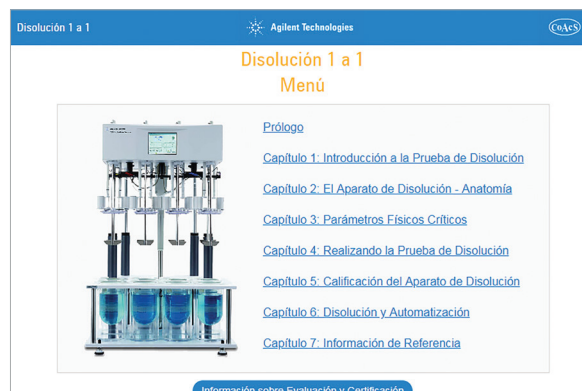 Disolución 1 a 1
Agilent Technologies
CoAcS
Disolución 1 a 1
Menú
Prólogo
Capítulo 1: Introducción a la Prueba de Disolución
Capítulo 2: El Aparato de Disolución - Anatomía
Capítulo 3: Parámetros Físicos Críticos
Capítulo 4: Realizando la Prueba de Disolución
Capítulo 5: Calificación del Aparato de Disolución
Capítulo 6: Disolución y Automatización
Capítulo 7: Información de Referencia
Información sobre Evaluación y Certificación